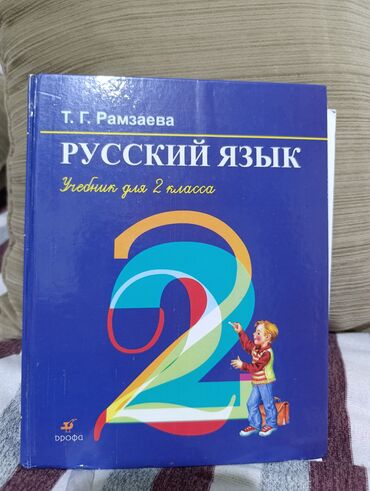 Т. Г. Рамзаева
РУССКИЙ ЯЗЫК
Учебник для 2 класса
2
дрофа